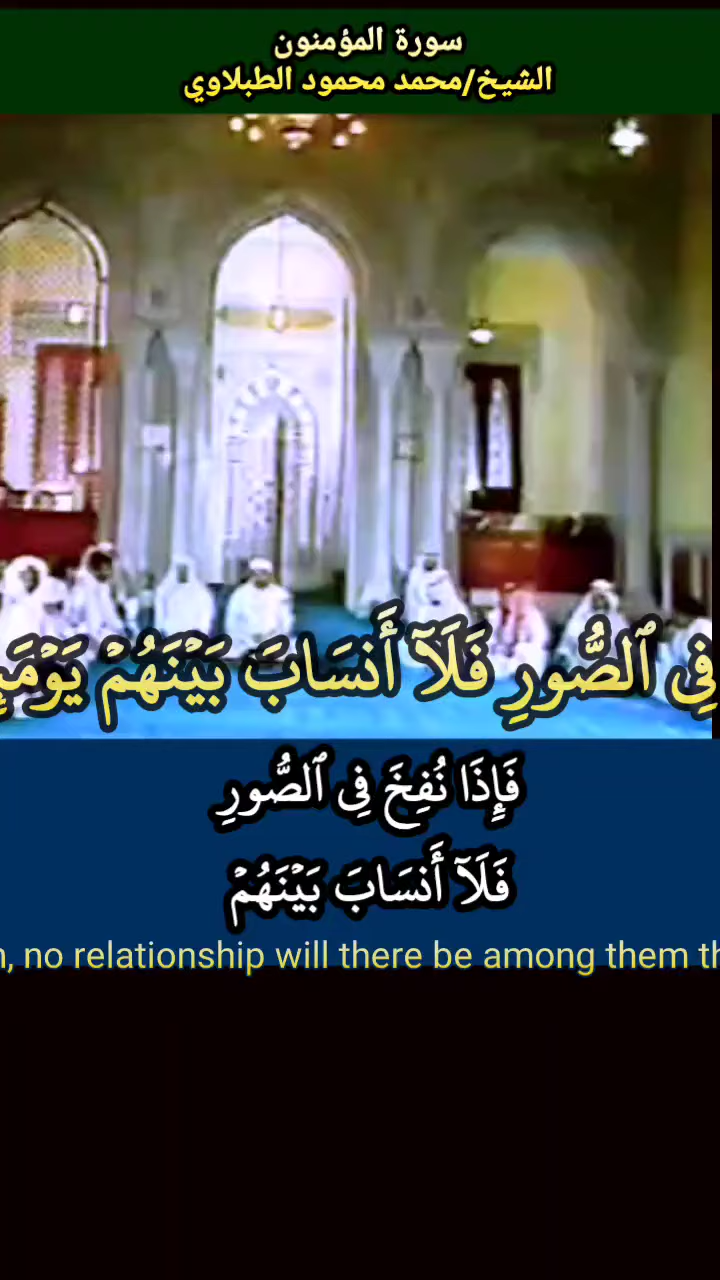 سورة المؤمنون
الشيخ/محمد محمود الطبلاوي
فِى ٱلصُّورِ فَلَآ أَنسَابَ بَيْنَهُمْ
فَإِذَا نُفِخَ فِى ٱلصُّورِ
فَلَآ أَنسَابَ بَيْنَهُمْ
, no relationship will there be among them